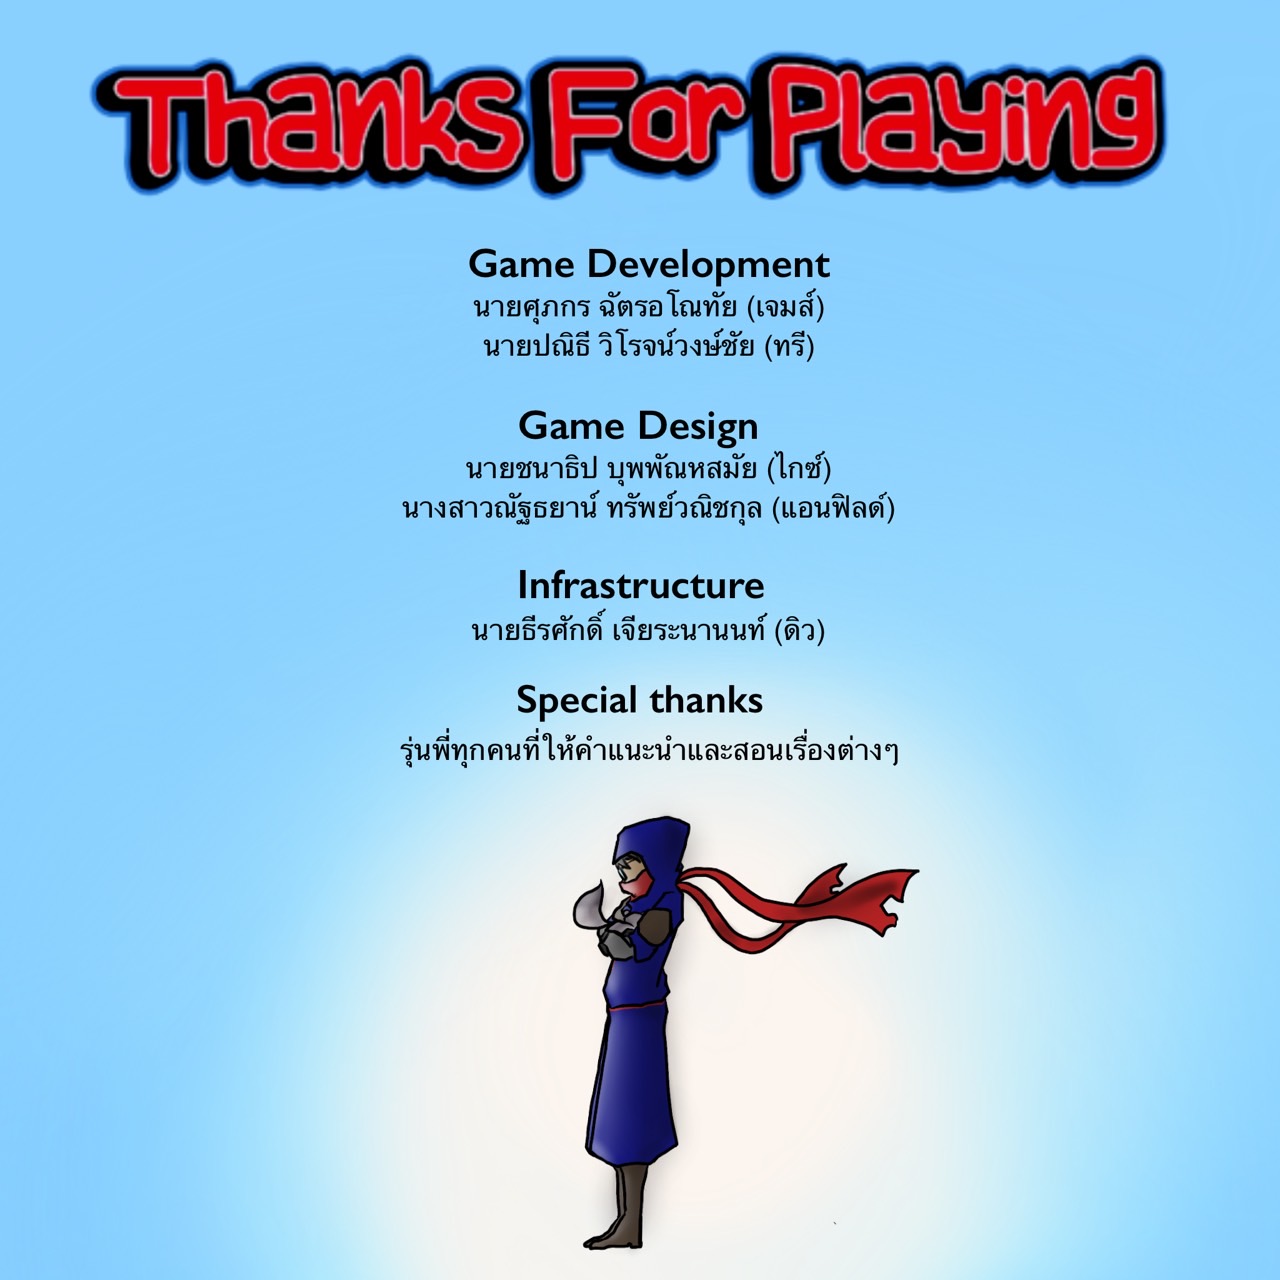 Thanks For Playing
Game Development
นายศุภกร ฉัตรอโณทัย (เจมส์)
นายปณิธี วิโรจน์วงษ์ชัย (ทรี)
Game Design
นายชนาธิป บุพพัณหสมัย (ไกซ์)
นางสาวณัฐธยาน์ ทรัพย์วณิชกุล (แอนฟิลด์)
Infrastructure
นายธีรศักดิ์ เจียระนานนท์ (ดิว)
Special thanks
รุ่นพี่ทุกคนที่ให้คำแนะนำและสอนเรื่องต่างๆ